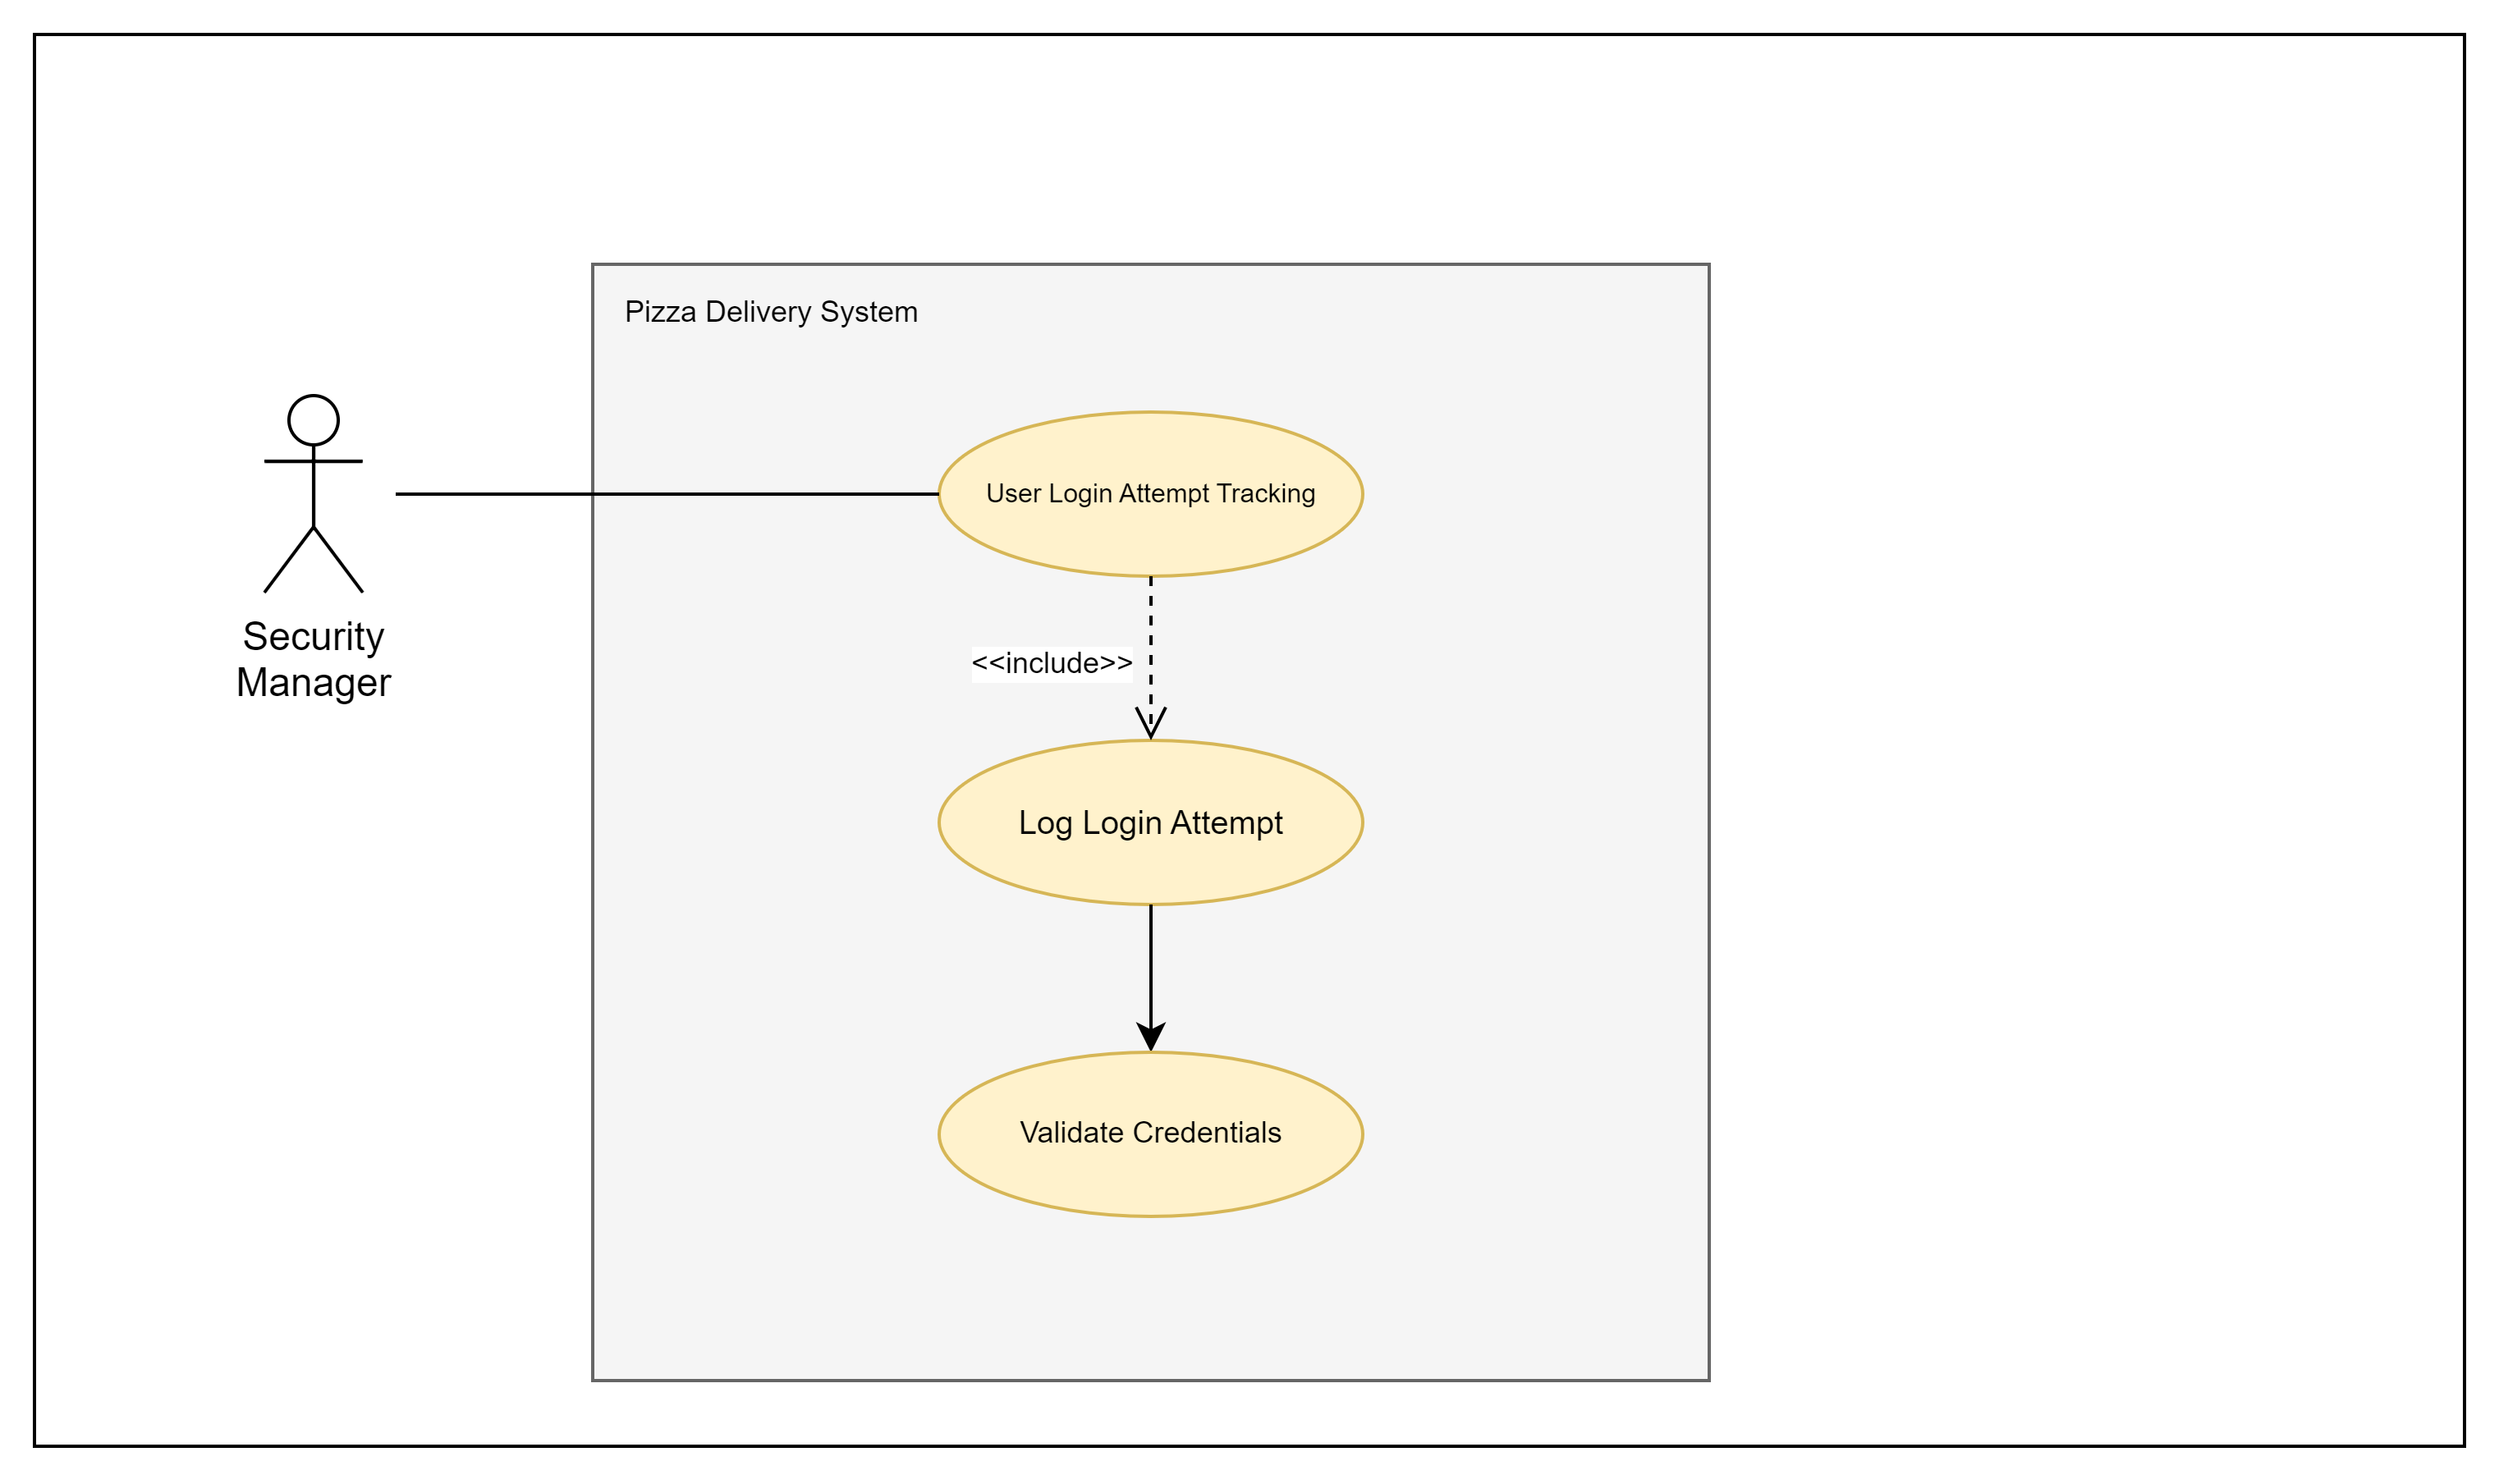 Pizza Delivery System
User Login Attempt Tracking
Security
Manager
<<include>>
Log Login Attempt
Validate Credentials